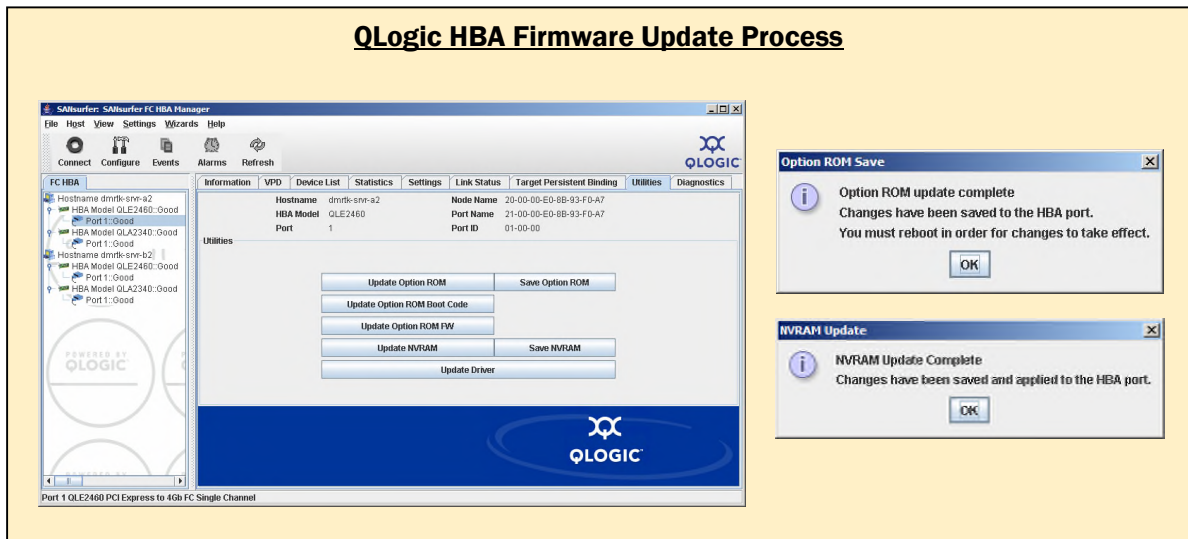 QLogic HBA Firmware Update Process
SANsurfer: SANsurfer FC HBA Manager
File Host View Settings Wizards Help
Connect Configure Events Alarms Refresh
QLOGIC
FC HBA
Hostname dmrtk-srvr-a2
HBA Model QLE2460::Good
Port 1::Good
HBA Model QLA2340::Good
Port 1::Good
Hostname dmrtk-srvr-b2
HBA Model QLE2460::Good
Port 1::Good
HBA Model QLA2340::Good
Port 1::Good
POWERED BY
QLOGIC
Information VPD Device List Statistics Settings Link Status Target Persistent Binding Utilities Diagnostics
Hostname dmrtk-srvr-a2 Node Name 20-00-00-E0-8B-93-F0-A7
HBA Model QLE2460 Port Name 21-00-00-E0-8B-93-F0-A7
Port 1 Port ID 01-00-00
Utilities
Update Option ROM Save Option ROM
Update Option ROM Boot Code
Update Option ROM FW
Update NVRAM Save NVRAM
Update Driver
QLOGIC
Port 1 QLE2460 PCI Express to 4Gb FC Single Channel
Option ROM Save
Option ROM update complete
Changes have been saved to the HBA port.
You must reboot in order for changes to take effect.
OK
NVRAM Update
NVRAM Update Complete
Changes have been saved and applied to the HBA port.
OK